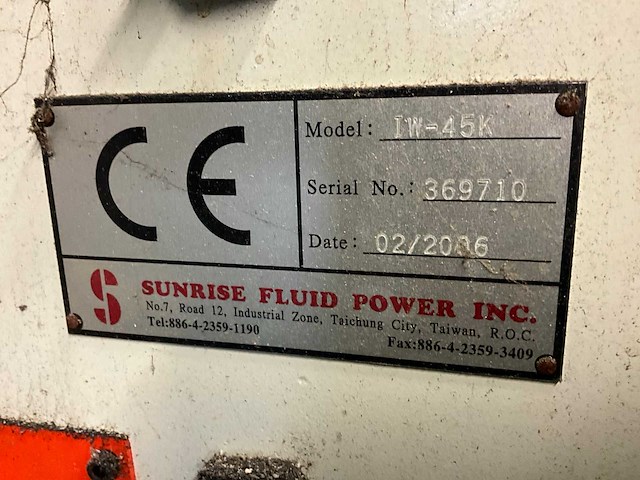 CE
Model: IW-45K
Serial No.: 369710
Date: 02/2006
S SUNRISE FLUID POWER INC.
No.7, Road 12, Industrial Zone, Taichung City, Taiwan, R.O.C.
Tel:886-4-2359-1190
Fax:886-4-2359-3409